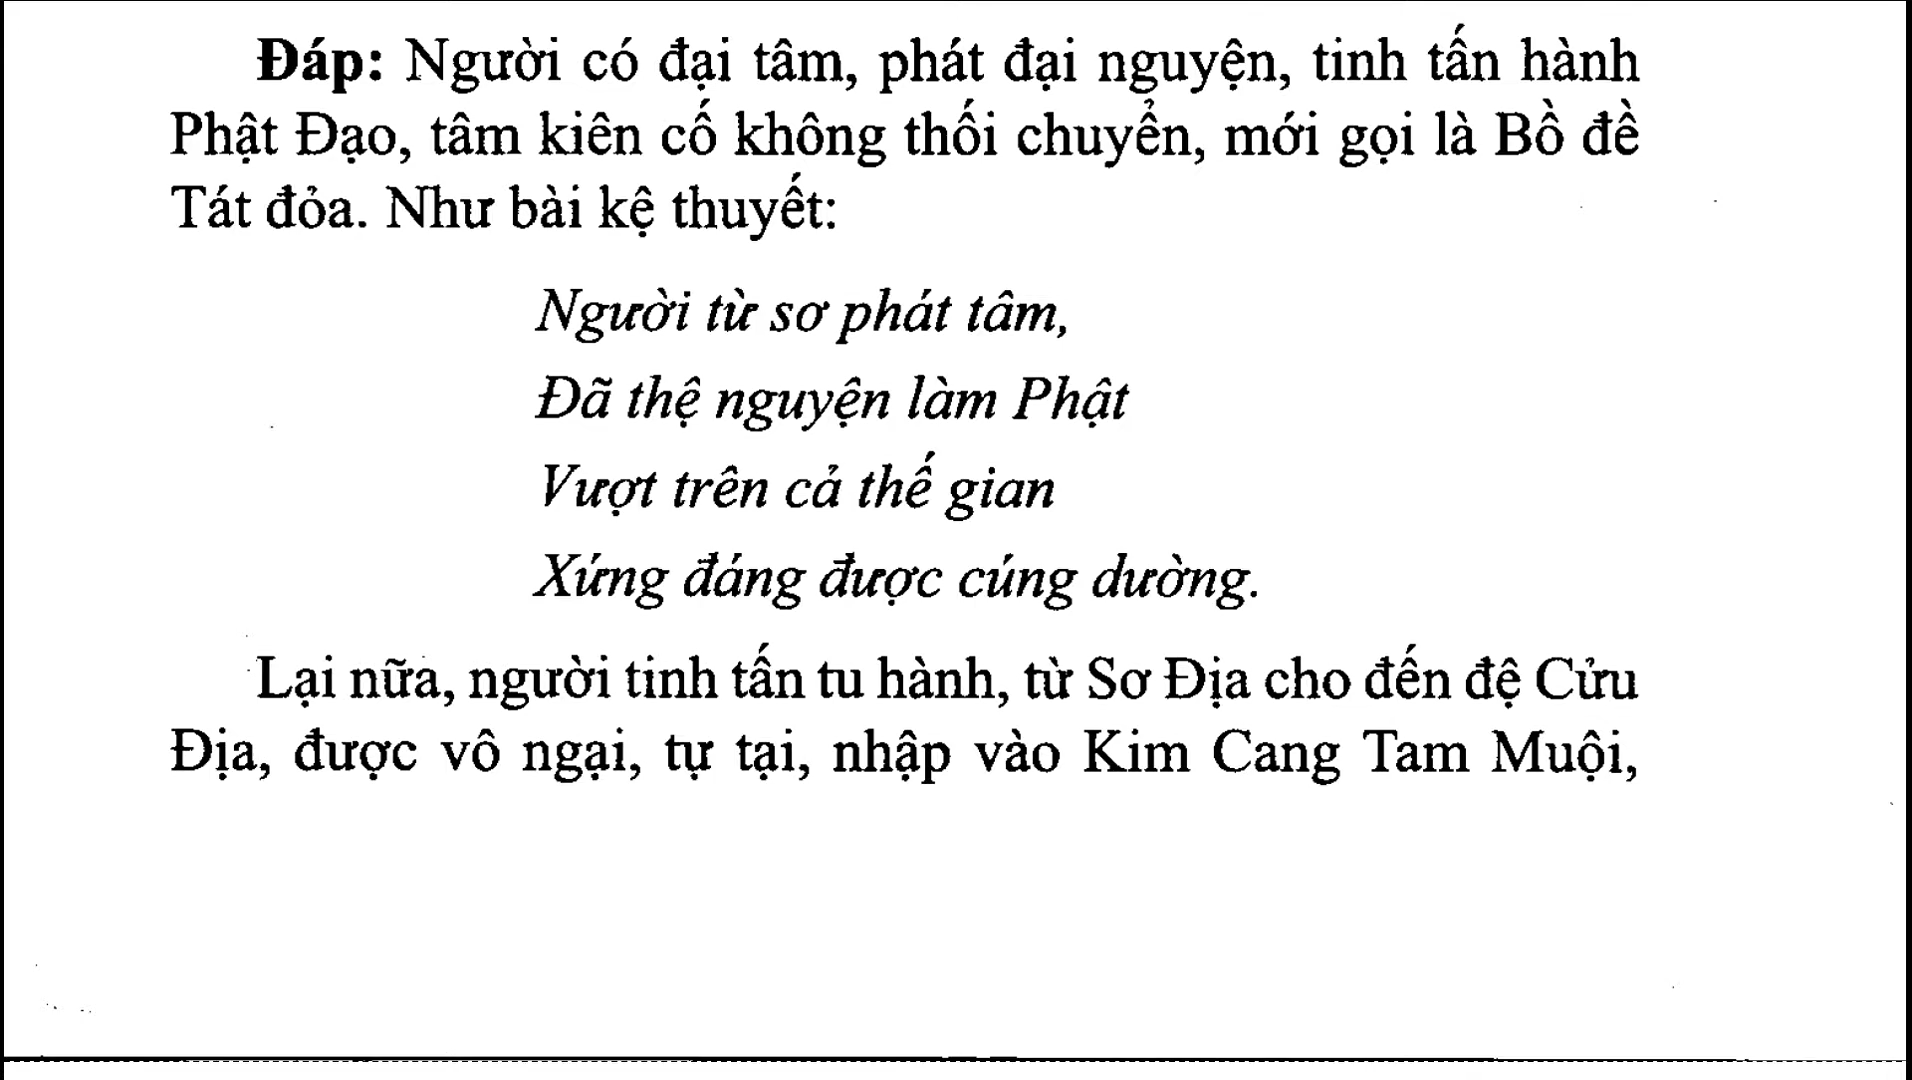 Đáp: Người có đại tâm, phát đại nguyện, tinh tấn hành
Phật Đạo, tâm kiên cố không thối chuyển, mới gọi là Bồ đề
Tát đỏa. Như bài kệ thuyết:
Người từ sơ phát tâm,
Đã thệ nguyện làm Phật
Vượt trên cả thế gian
Xứng đáng được cúng dường.
Lại nữa, người tinh tấn tu hành, từ Sơ Địa cho đến đệ Cửu
Địa, được vô ngại, tự tại, nhập vào Kim Cang Tam Muội,